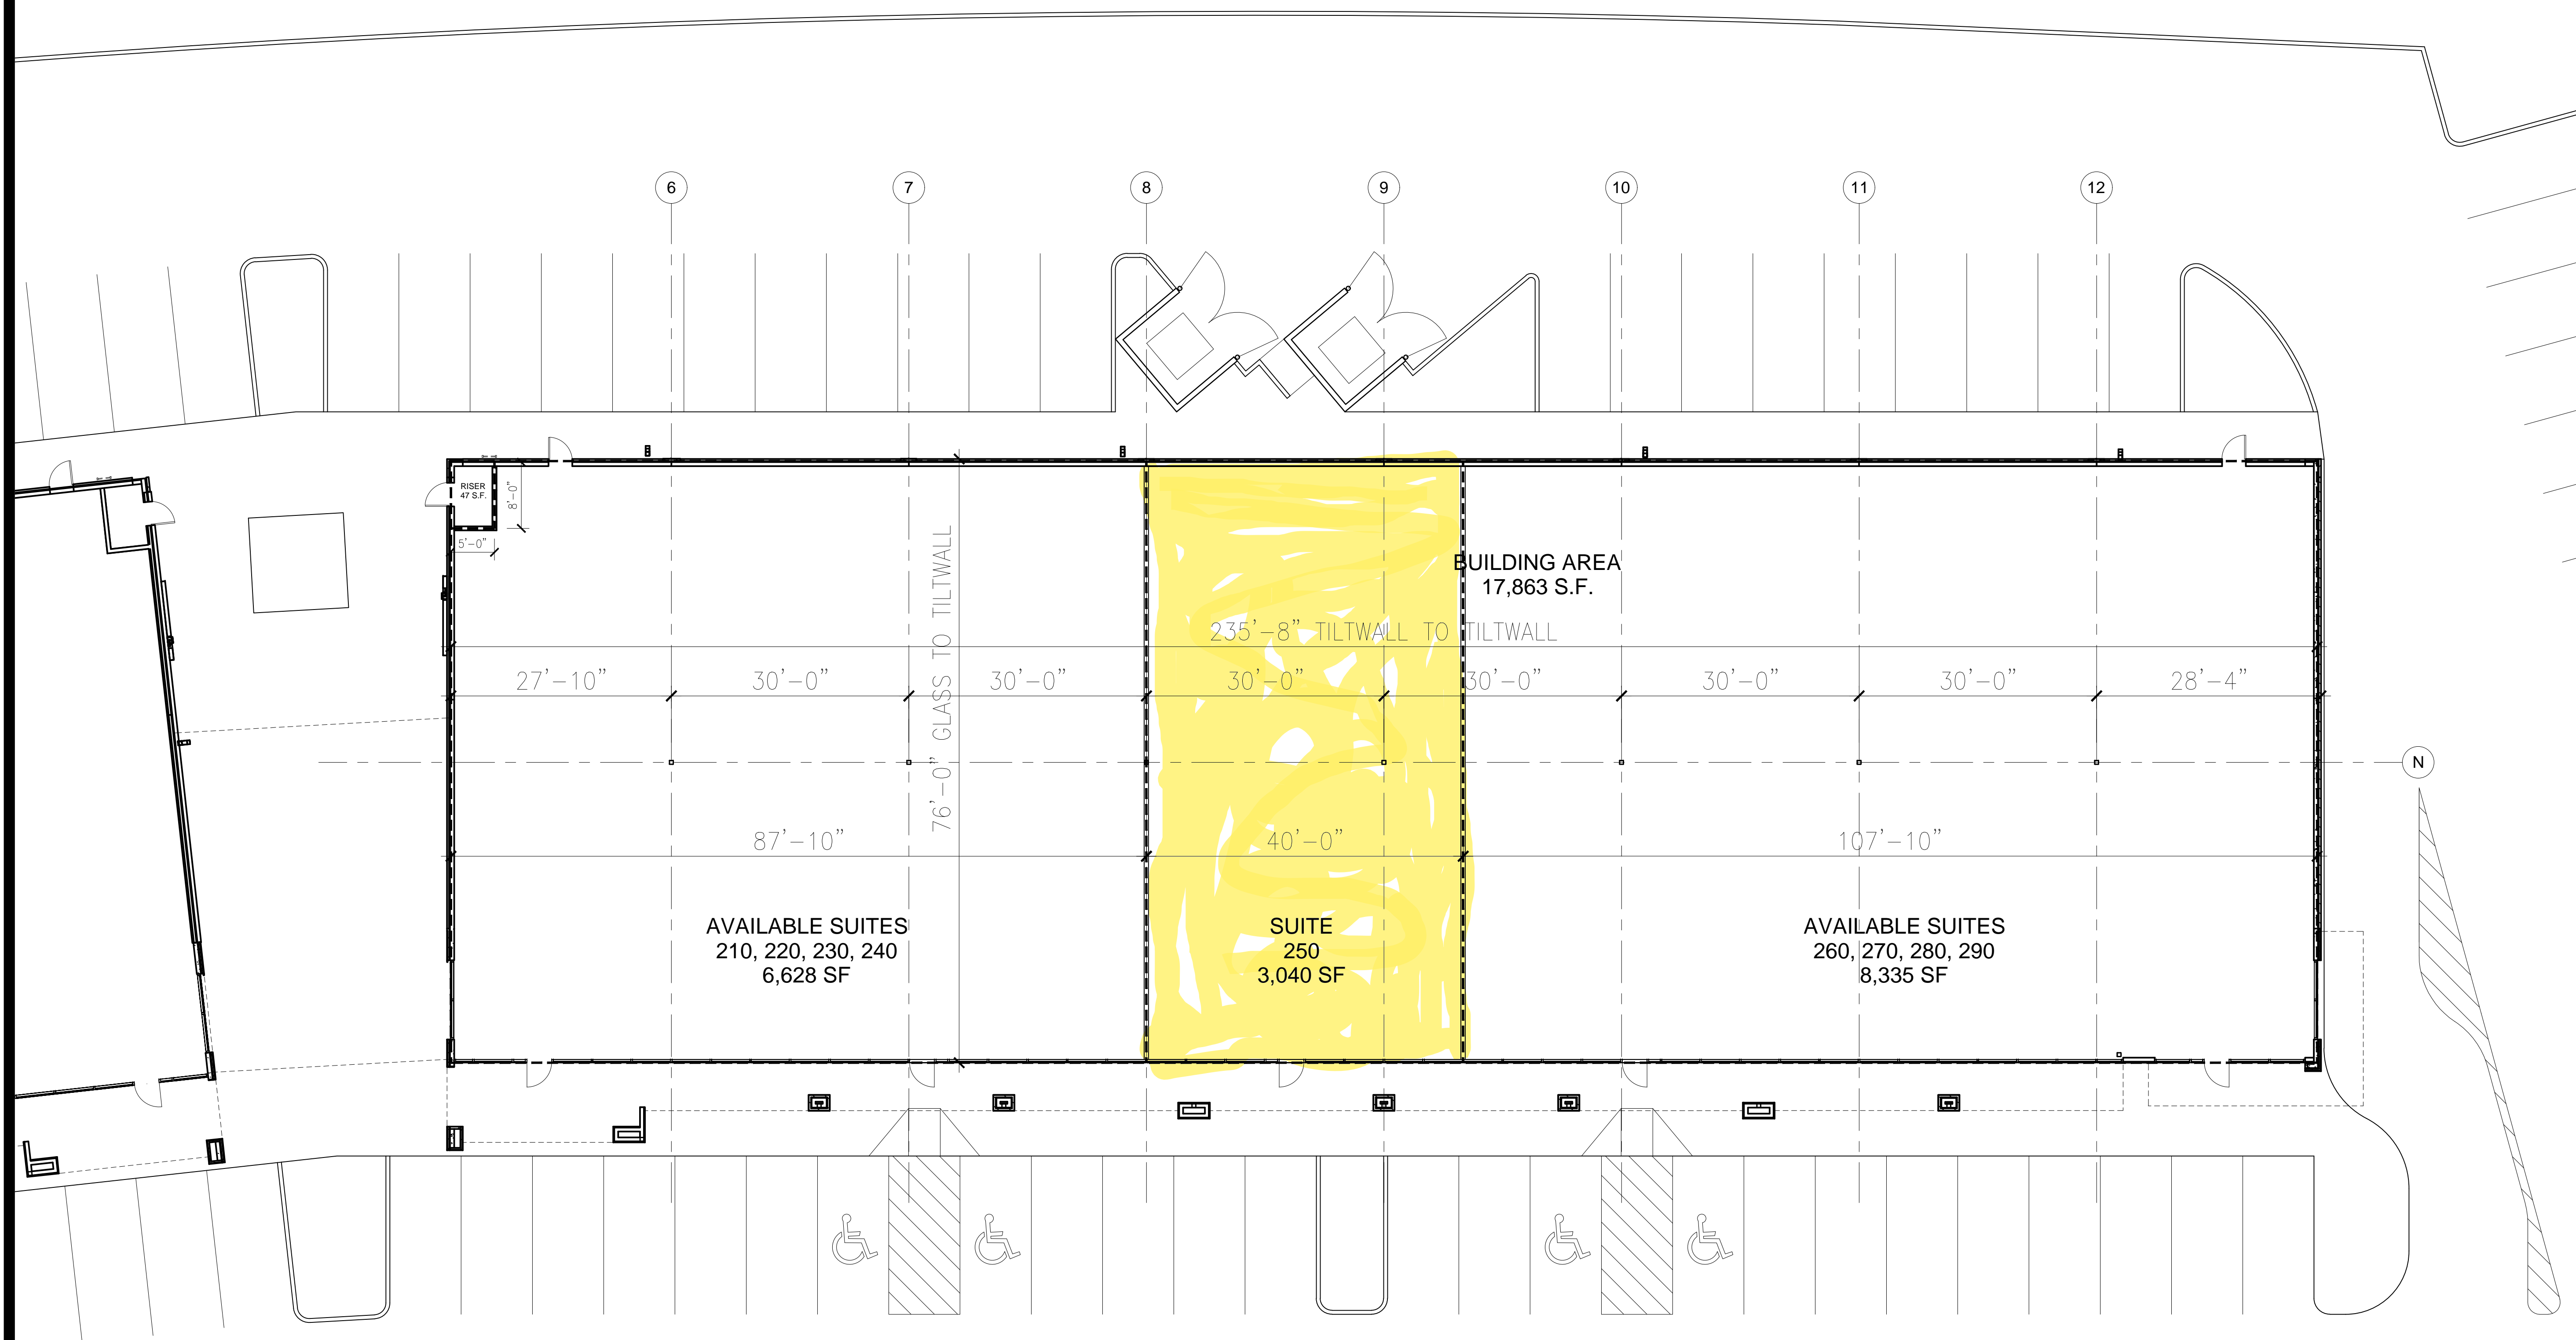 6
7
8
9
10
11
12
RISER
47 S.F.
8'-0"
5'-0"
76'-0" GLASS TO TILTWALL
BUILDING AREA
17,863 S.F.
235'-8" TILTWALL TO TILTWALL
27'-10"
30'-0"
30'-0"
30'-0"
30'-0"
30'-0"
30'-0"
28'-4"
N
87'-10"
40'-0"
107'-10"
AVAILABLE SUITES
210, 220, 230, 240
6,628 SF
SUITE
250
3,040 SF
AVAILABLE SUITES
260, 270, 280, 290
8,335 SF